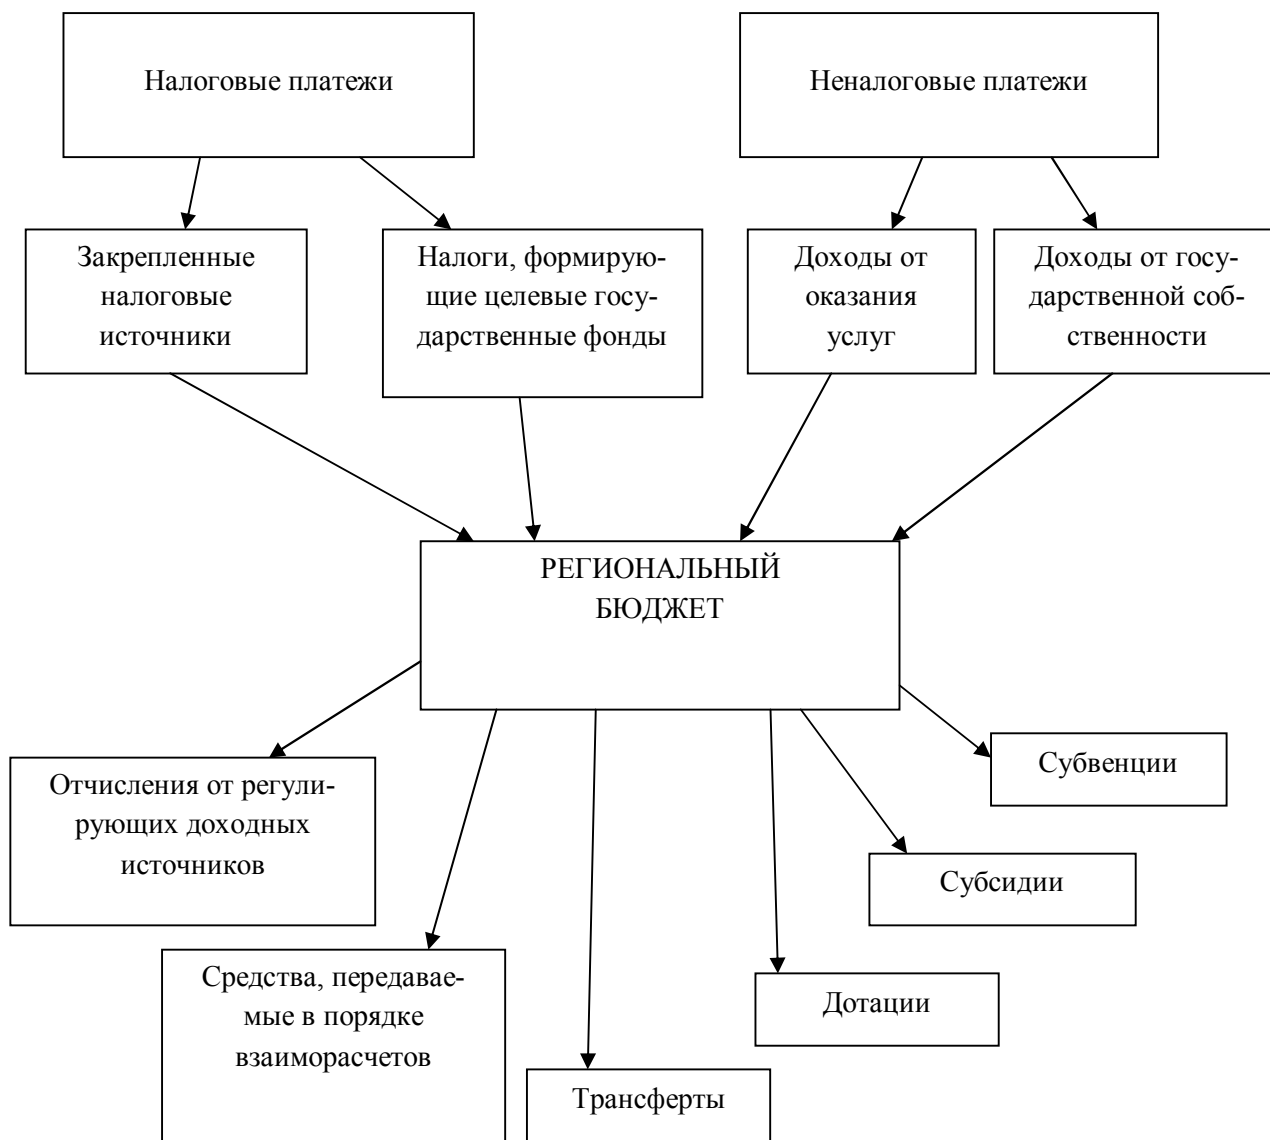 Налоговые платежи
Неналоговые платежи
Закрепленные
налоговые
источники
Налоги, формирую-
щие целевые госу-
дарственные фонды
Доходы от
оказания
услуг
Доходы от госу-
дарственной соб-
ственности
РЕГИОНАЛЬНЫЙ
БЮДЖЕТ
Отчисления от регули-
рующих доходных
источников
Субвенции
Субсидии
Средства, передавае-
мые в порядке
взаиморасчетов
Дотации
Трансферты